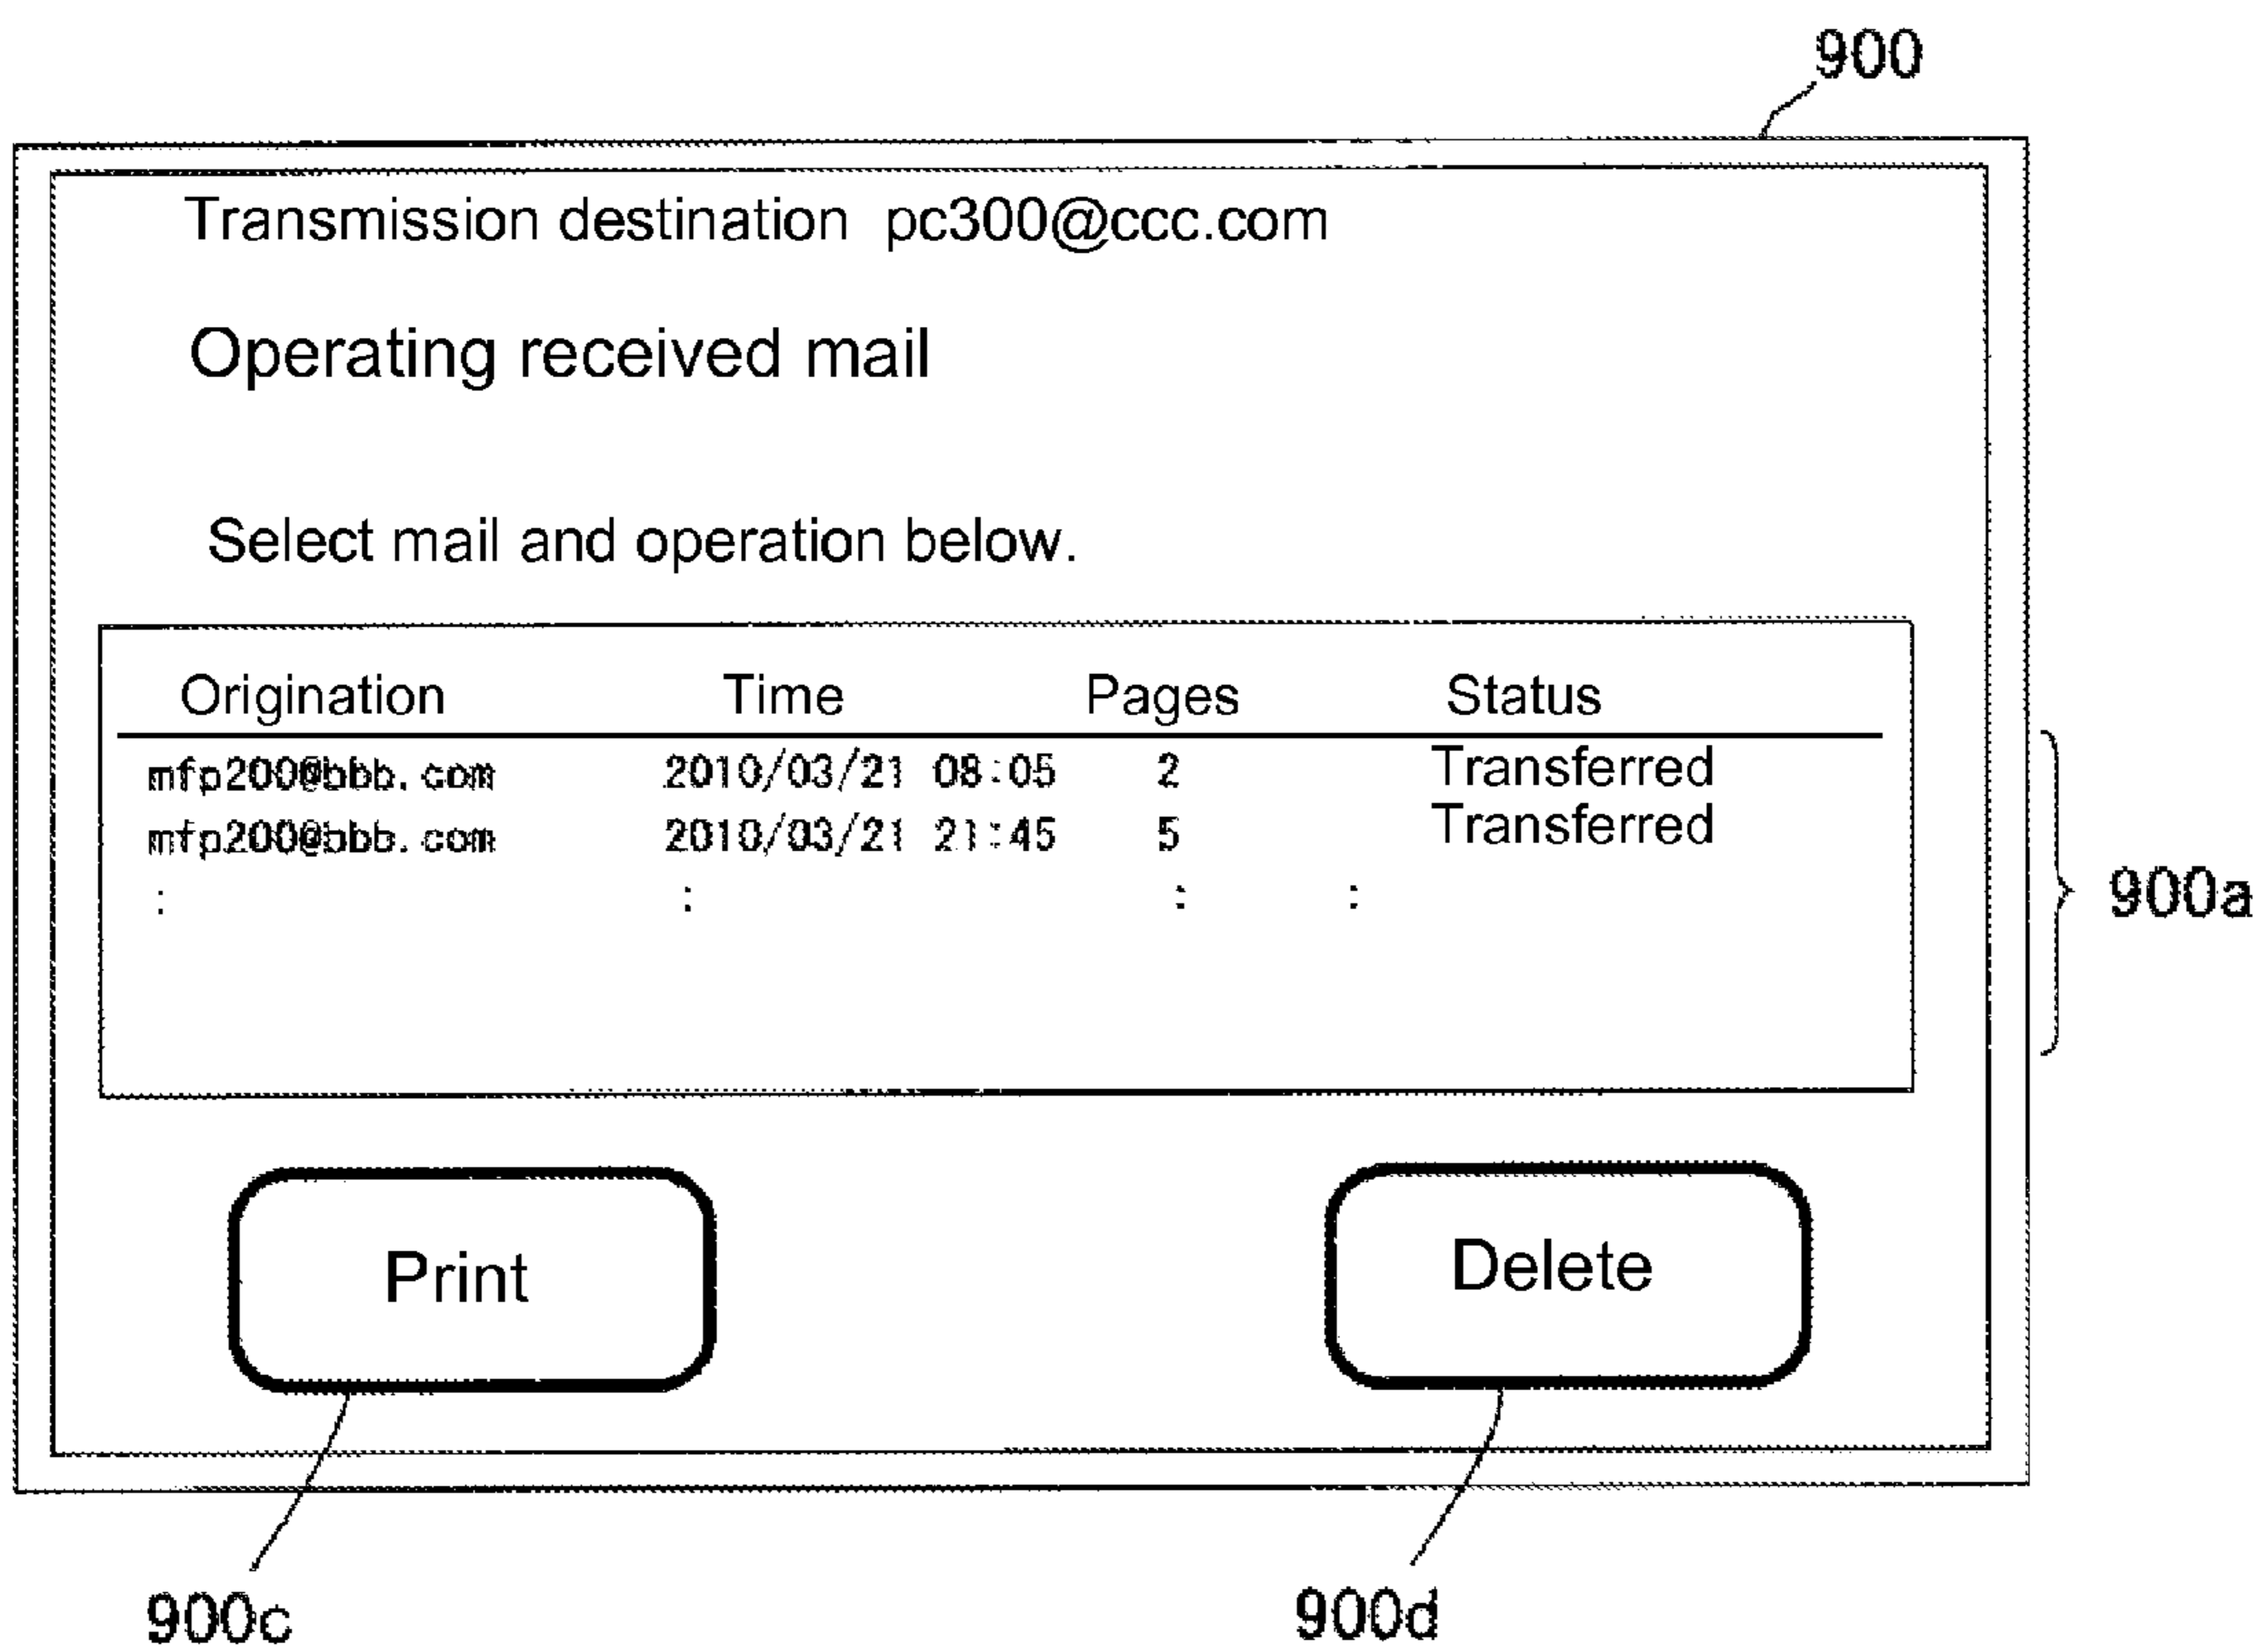 900
Transmission destination pc300@ccc.com
Operating received mail
Select mail and operation below.
Origination Time Pages Status
mfp200@bbb.com 2010/03/21 08:05 2 Transferred
mfp200@bbb.com 2010/03/21 21:45 5 Transferred
: : : :
900a
Print Delete
900c 900d